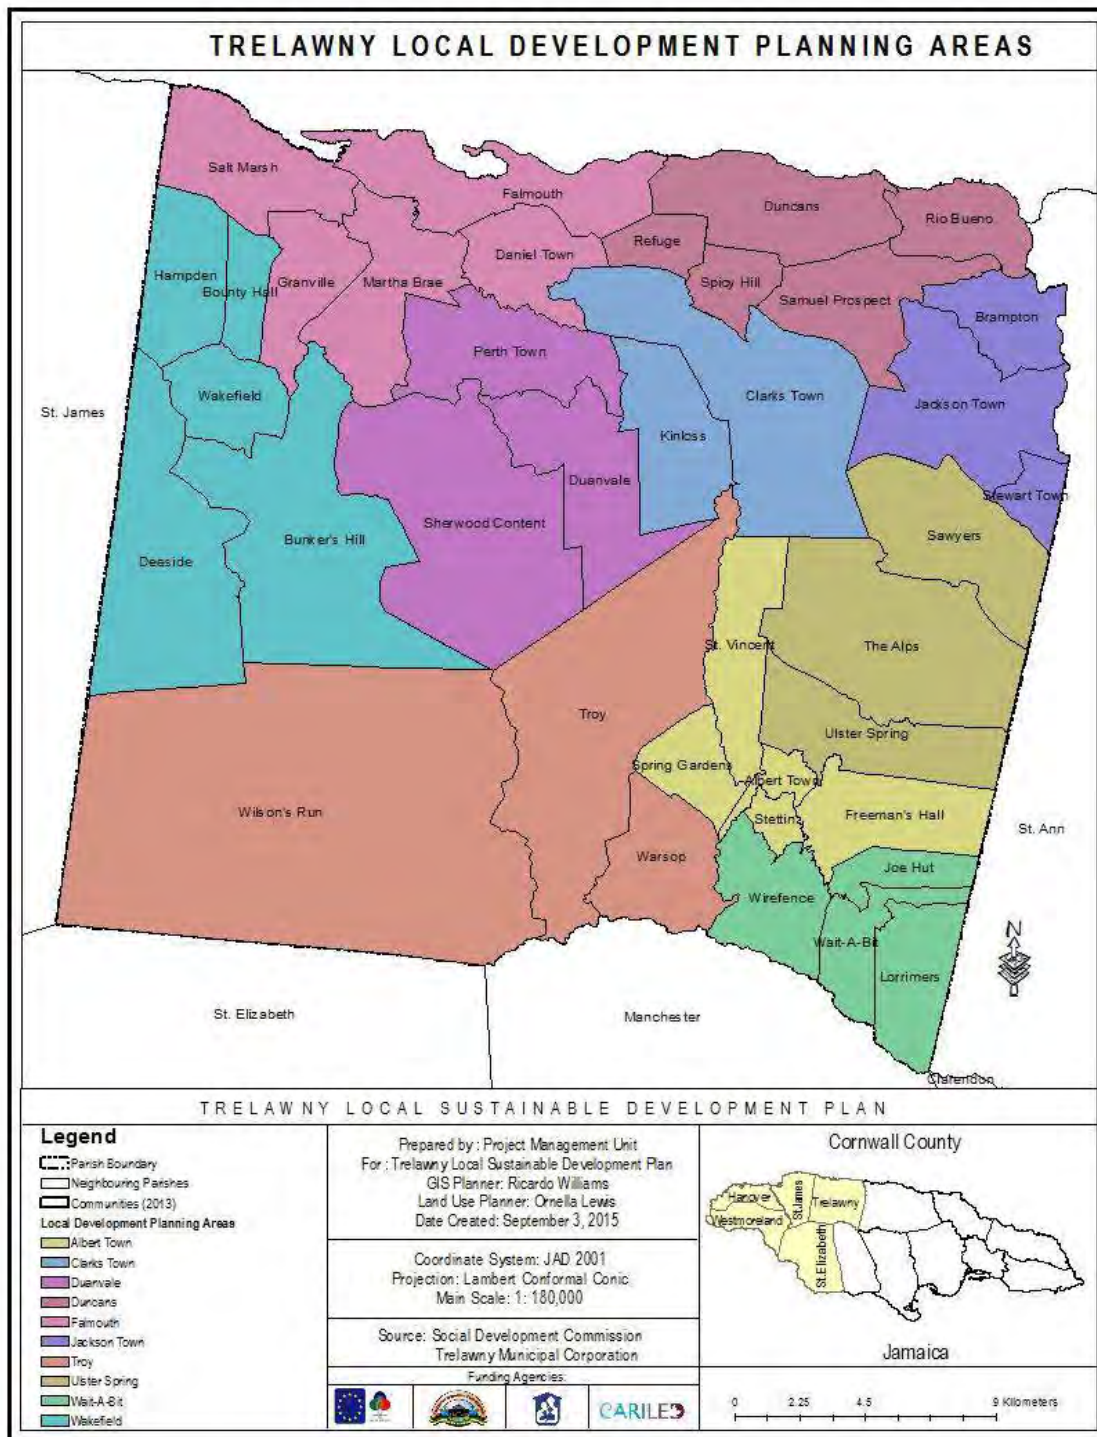 TRELAWNY LOCAL DEVELOPMENT PLANNING AREAS
Salt Marsh
Falmouth
Duncans
Rio Bueno
Refuge
Daniel Town
Hampden
Bounty Hall
Granville
Martha Brae
Spicy Hill
Samuel Prospect
Brampton
Perth Town
Wakefield
Clarks Town
Jackson Town
St. James
Kinloss
Duanvale
Stewart Town
Sherwood Content
Bunker's Hill
Sawyers
Deeside
St. Vincent
The Alps
Troy
Ulster Spring
Spring Gardens
Albert Town
Wilson's Run
Stettin
Freeman's Hall
St. Ann
Warsop
Joe Hut
Wirefence
N
Wait-A-Bit
Lorrimers
St. Elizabeth
Manchester
Clarendon
TRELAWNY LOCAL SUSTAINABLE DEVELOPMENT PLAN
Legend
Parish Boundary
Neighbouring Parishes
Communities (2013)
Local Development Planning Areas
Albert Town
Clarks Town
Duanvale
Duncans
Falmouth
Jackson Town
Troy
Ulster Spring
Wait-A-Bit
Wakefield
Prepared by : Project Management Unit
For : Trelawny Local Sustainable Development Plan
GIS Planner: Ricardo Williams
Land Use Planner: Ornella Lewis
Date Created: September 3, 2015
Coordinate System: JAD 2001
Projection: Lambert Conformal Conic
Main Scale: 1: 180,000
Source: Social Development Commission
Trelawny Municipal Corporation
Funding Agencies:
CARILED
Cornwall County
Hanover
St.James
Trelawny
Westmoreland
St.Elizabeth
Jamaica
0 2.25 4.5 9 Kilometers